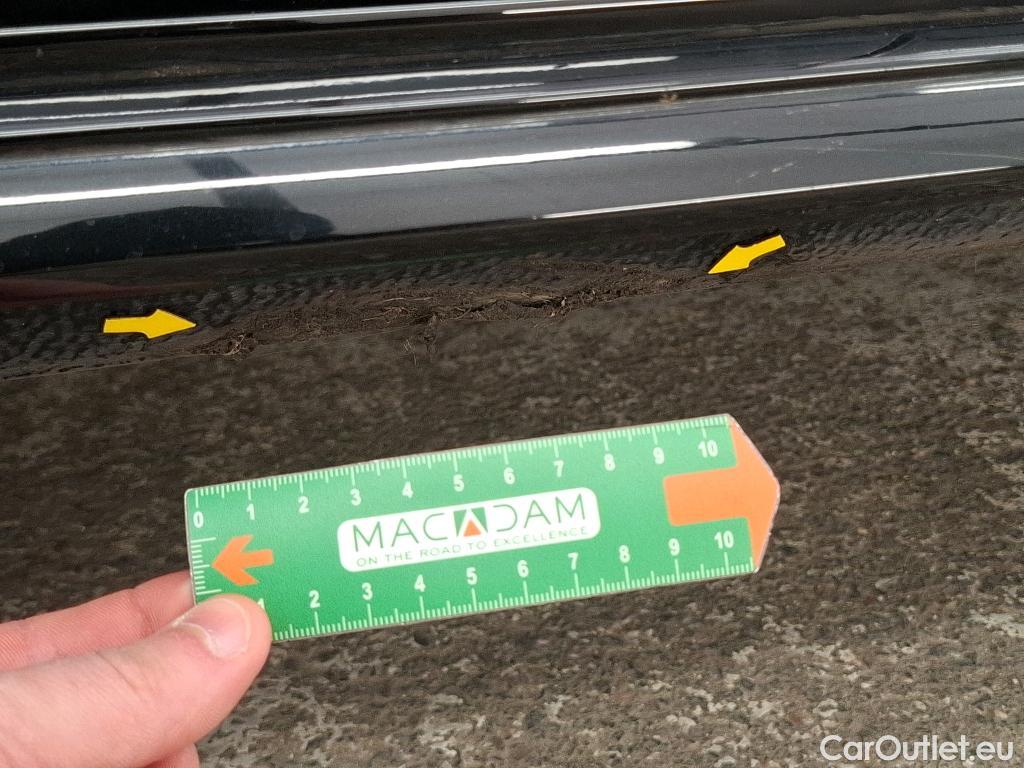 0 1 2 3 4 5 6 7 8 9 10
MACADAM
ON THE ROAD TO EXCELLENCE
1 2 3 4 5 6 7 8 9 10
CarOutlet.eu